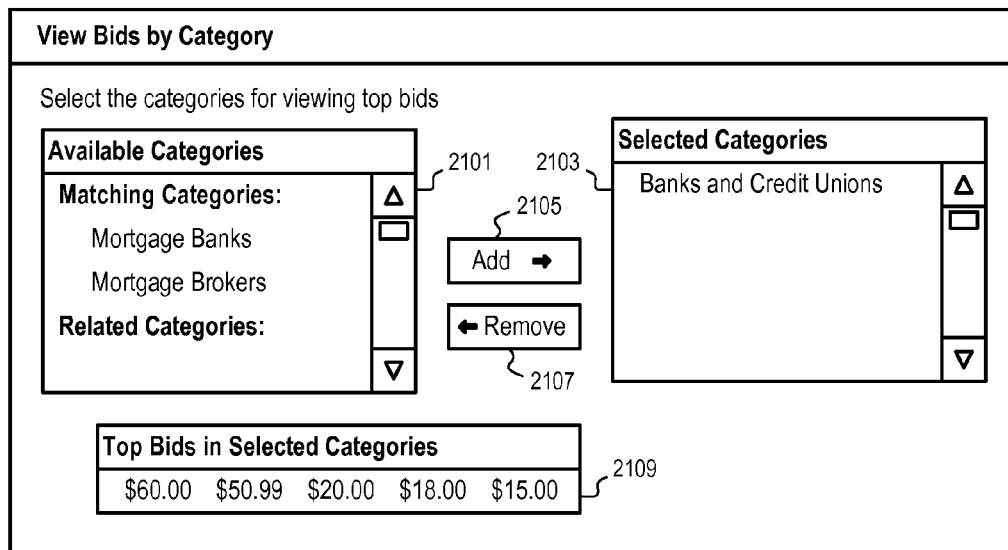 View Bids by Category
Select the categories for viewing top bids
Available Categories
Matching Categories:
Mortgage Banks
Mortgage Brokers
Related Categories:
2101
2105
Add
Remove
2107
2103
Selected Categories
Banks and Credit Unions
Top Bids in Selected Categories
$60.00 $50.99 $20.00 $18.00 $15.00
2109